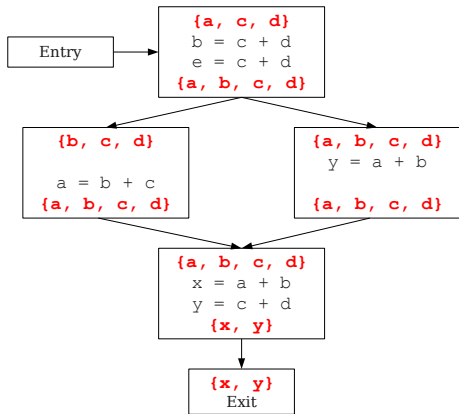 Entry
{a, c, d}
b = c + d
e = c + d
{a, b, c, d}
{b, c, d}
a = b + c
{a, b, c, d}
{a, b, c, d}
y = a + b
{a, b, c, d}
{a, b, c, d}
x = a + b
y = c + d
{x, y}
{x, y}
Exit